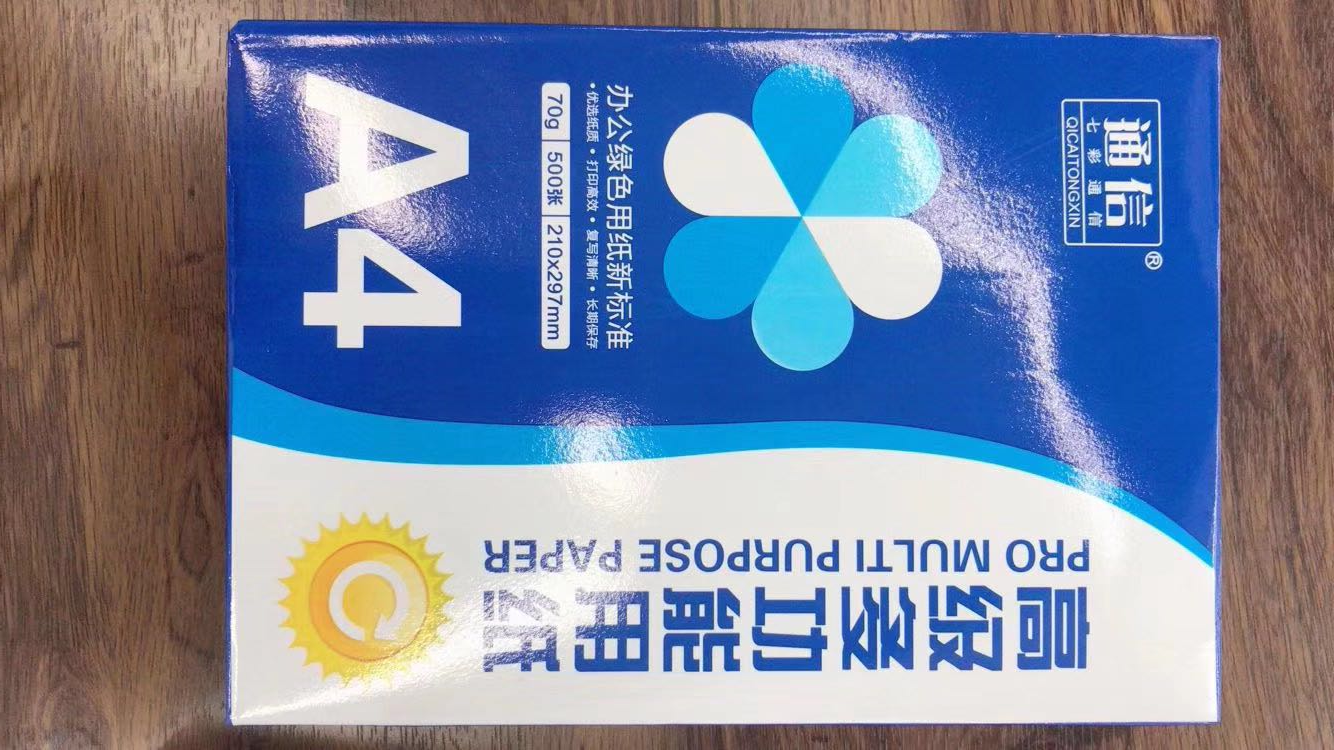 通信
七彩通信
QICAITONGXIN
®
办公绿色用纸新标准
•优选纸质 •打印高效 •复写清晰 •长期保存
70g 500张 210x297mm
A4
高级多功能用纸
PRO MULTI PURPOSE PAPER